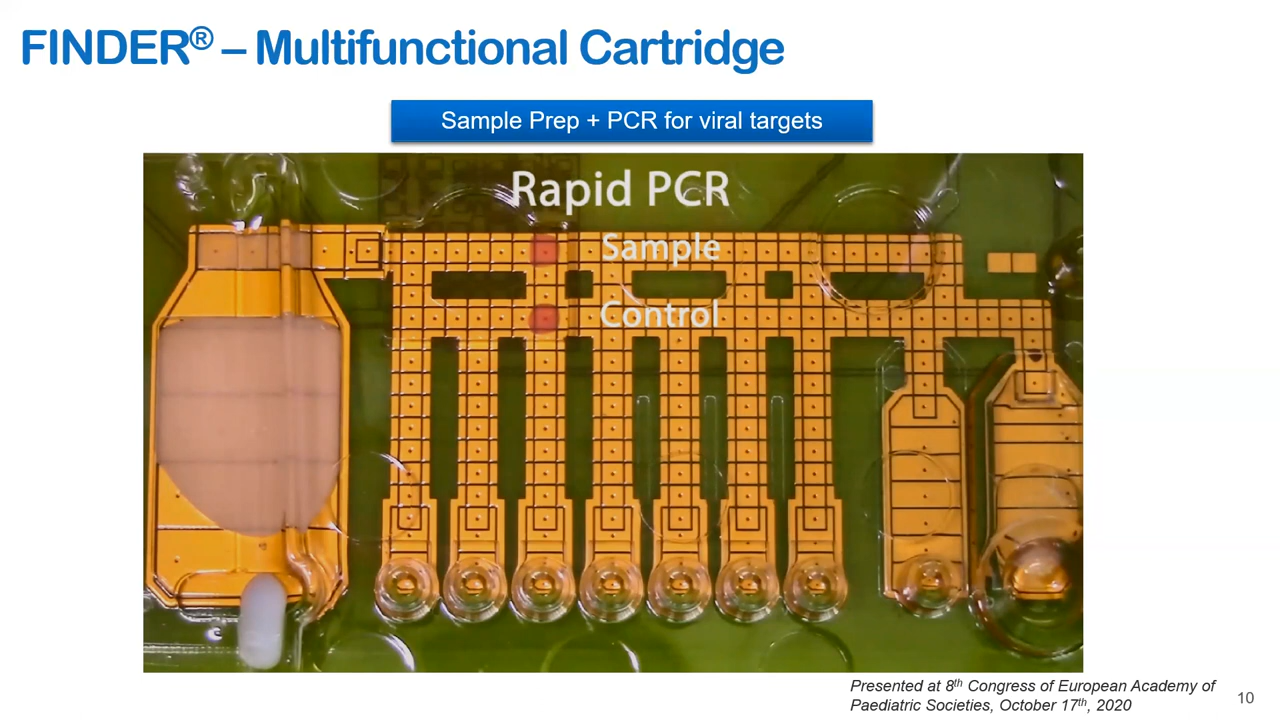 FINDER® – Multifunctional Cartridge
Sample Prep + PCR for viral targets
Rapid PCR
Sample
Control
Presented at 8th Congress of European Academy of
Paediatric Societies, October 17th, 2020
10